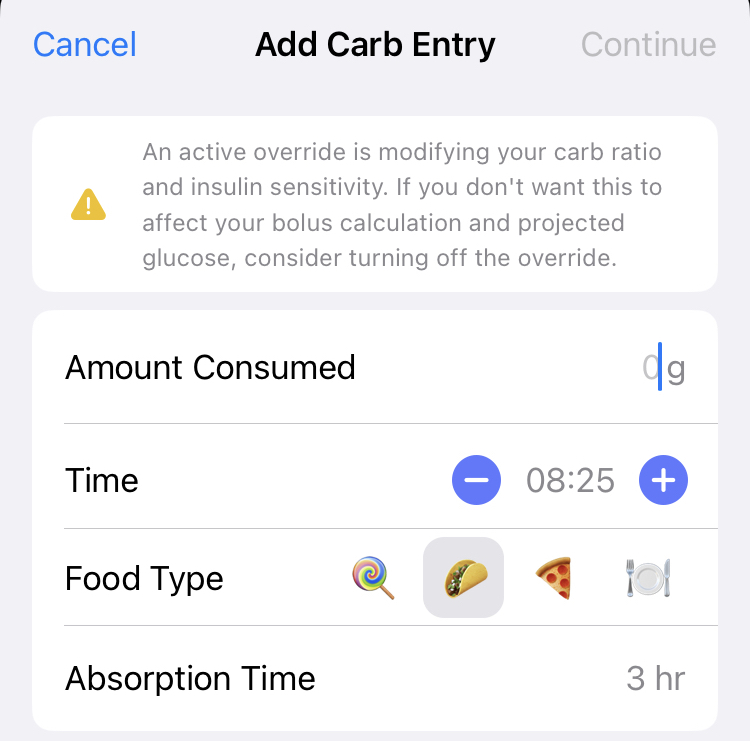 Cancel Add Carb Entry Continue
An active override is modifying your carb ratio
and insulin sensitivity. If you don't want this to
affect your bolus calculation and projected
glucose, consider turning off the override.
Amount Consumed 0 g
Time 08:25
Food Type
Absorption Time 3 hr